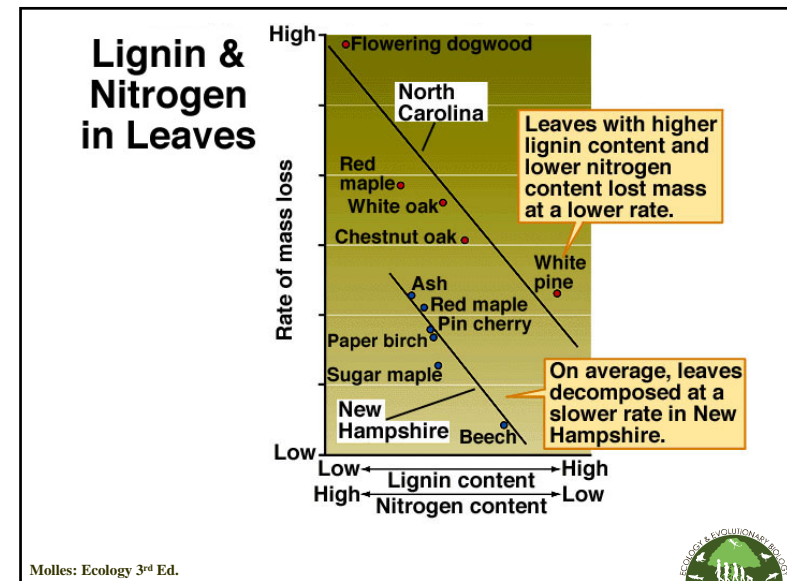 Lignin &
Nitrogen
in Leaves
High
Flowering dogwood
North
Carolina
Leaves with higher
lignin content and
lower nitrogen
content lost mass
at a lower rate.
Red
maple
White oak
Chestnut oak
White
pine
Rate of mass loss
Ash
Red maple
Pin cherry
Paper birch
Sugar maple
On average, leaves
decomposed at a
slower rate in New
Hampshire.
New
Hampshire
Beech
Low
Low High
Lignin content
High Low
Nitrogen content
Molles: Ecology 3rd Ed.
ECOLOGY & EVOLUTIONARY BIOLOGY